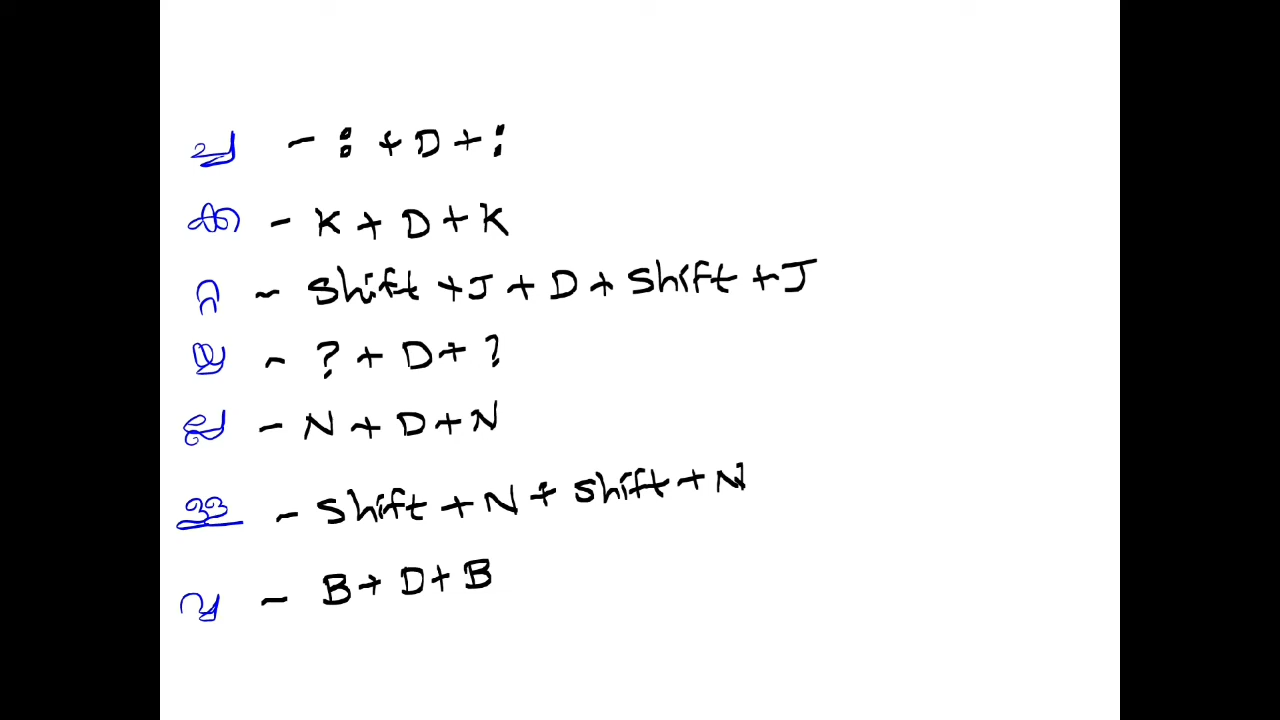 ച്ച - : + D + :
ക്ക - K + D + K
റ്റ - Shift + J + D + Shift + J
യ്യ - ? + D + ?
ല്ല - N + D + N
ള്ള - Shift + N + Shift + N
വ്വ - B + D + B